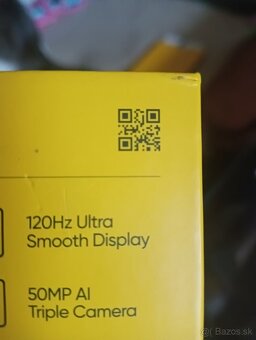 120Hz Ultra
Smooth Display
50MP AI
Triple Camera
(c) Bazos.sk